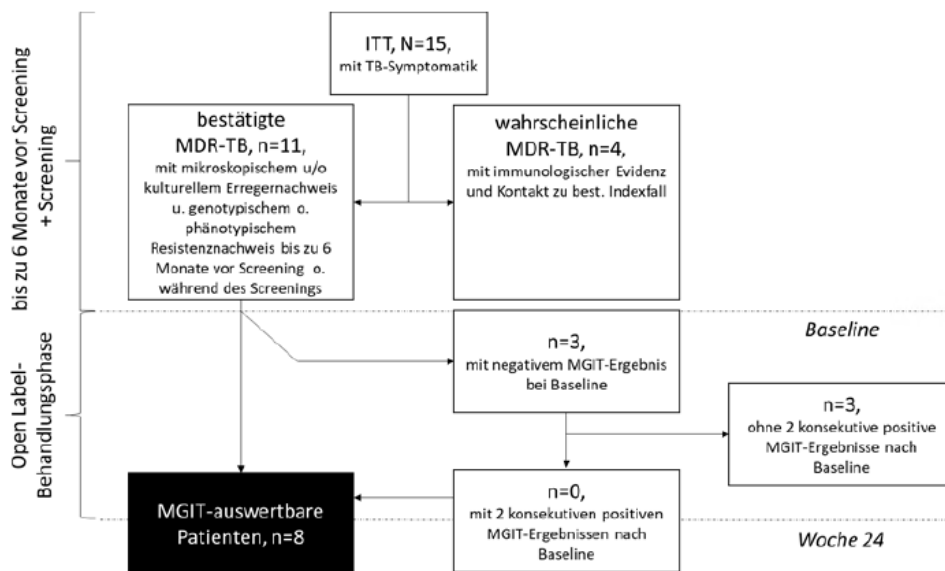 bis zu 6 Monate vor Screening
+ Screening
ITT, N=15,
mit TB-Symptomatik
bestätigte
MDR-TB, n=11,
mit mikroskopischem u/o
kulturellem Erregernachweis
u. genotypischem o.
phänotypischem
Resistenznachweis bis zu 6
Monate vor Screening o.
während des Screenings
wahrscheinliche
MDR-TB, n=4,
mit immunologischer Evidenz
und Kontakt zu best. Indexfall
Baseline
Open Label-
Behandlungsphase
n=3,
mit negativem MGIT-Ergebnis
bei Baseline
n=3,
ohne 2 konsekutive positive
MGIT-Ergebnisse nach
Baseline
MGIT-auswertbare
Patienten, n=8
n=0,
mit 2 konsekutiven positiven
MGIT-Ergebnissen nach
Baseline
Woche 24